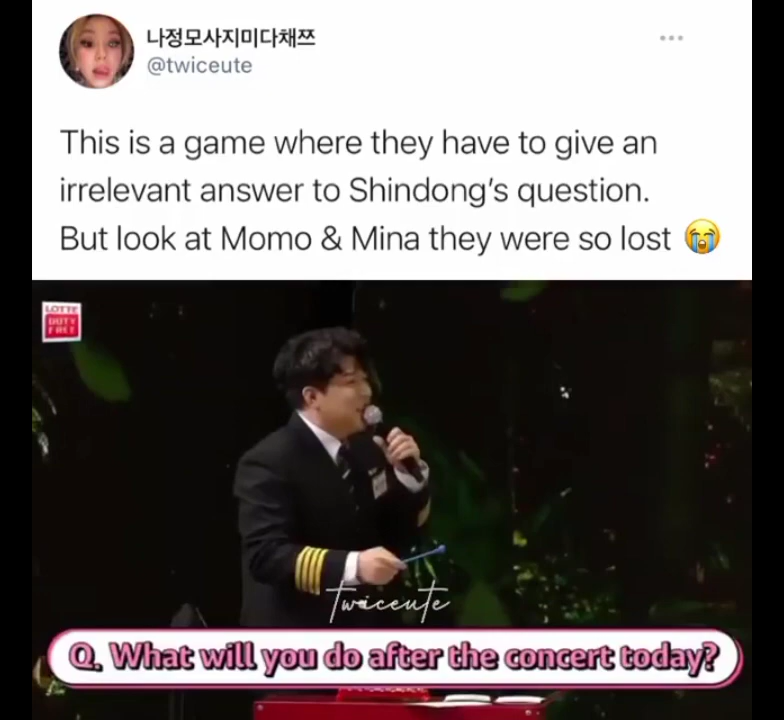 나정모사지미다채쯔
@twiceute
This is a game where they have to give an
irrelevant answer to Shindong's question.
But look at Momo & Mina they were so lost 😭
LOTTE
DUTY
FREE
twiceute
Q. What will you do after the concert today?